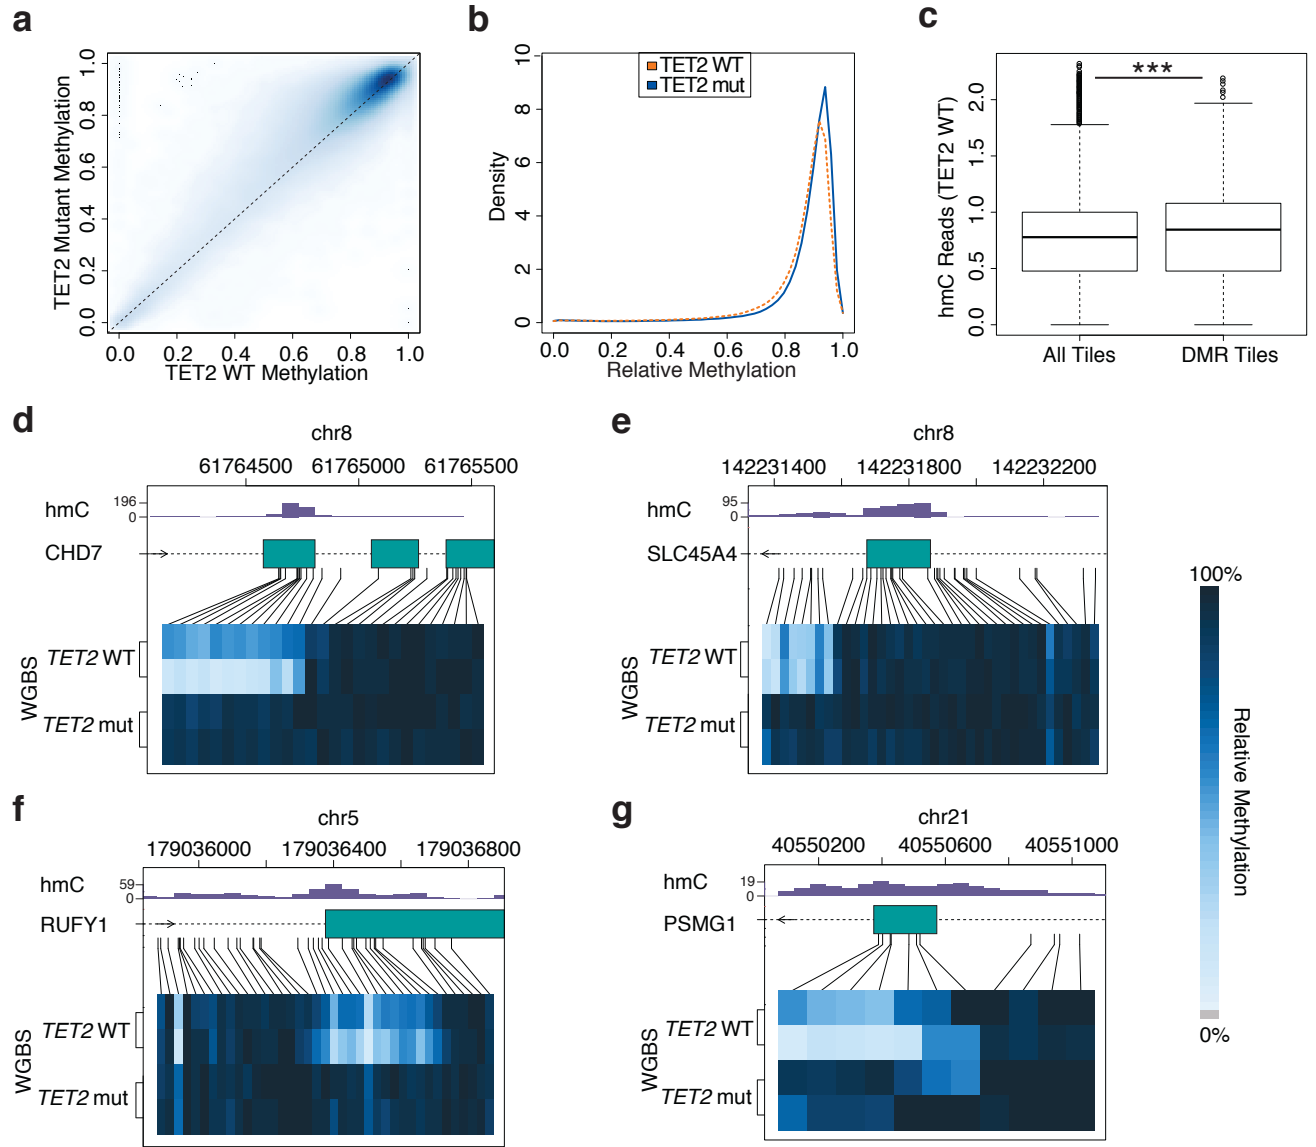 a
1.0
0.8
0.6
0.4
0.2
0.0
TET2 Mutant Methylation
0.0 0.2 0.4 0.6 0.8 1.0
TET2 WT Methylation
b
10
8
6
4
2
0
Density
TET2 WT
TET2 mut
0.0 0.2 0.4 0.6 0.8 1.0
Relative Methylation
c
2.0
1.5
1.0
0.5
0.0
hmC Reads (TET2 WT)
***
All Tiles DMR Tiles
d
chr8
61764500 61765000 61765500
hmC
196
0
CHD7
WGBS
TET2 WT
TET2 mut
e
chr8
142231400 142231800 142232200
hmC
95
0
SLC45A4
WGBS
TET2 WT
TET2 mut
f
chr5
179036000 179036400 179036800
hmC
59
0
RUFY1
WGBS
TET2 WT
TET2 mut
g
chr21
40550200 40550600 40551000
hmC
19
0
PSMG1
WGBS
TET2 WT
TET2 mut
100%
Relative Methylation
0%